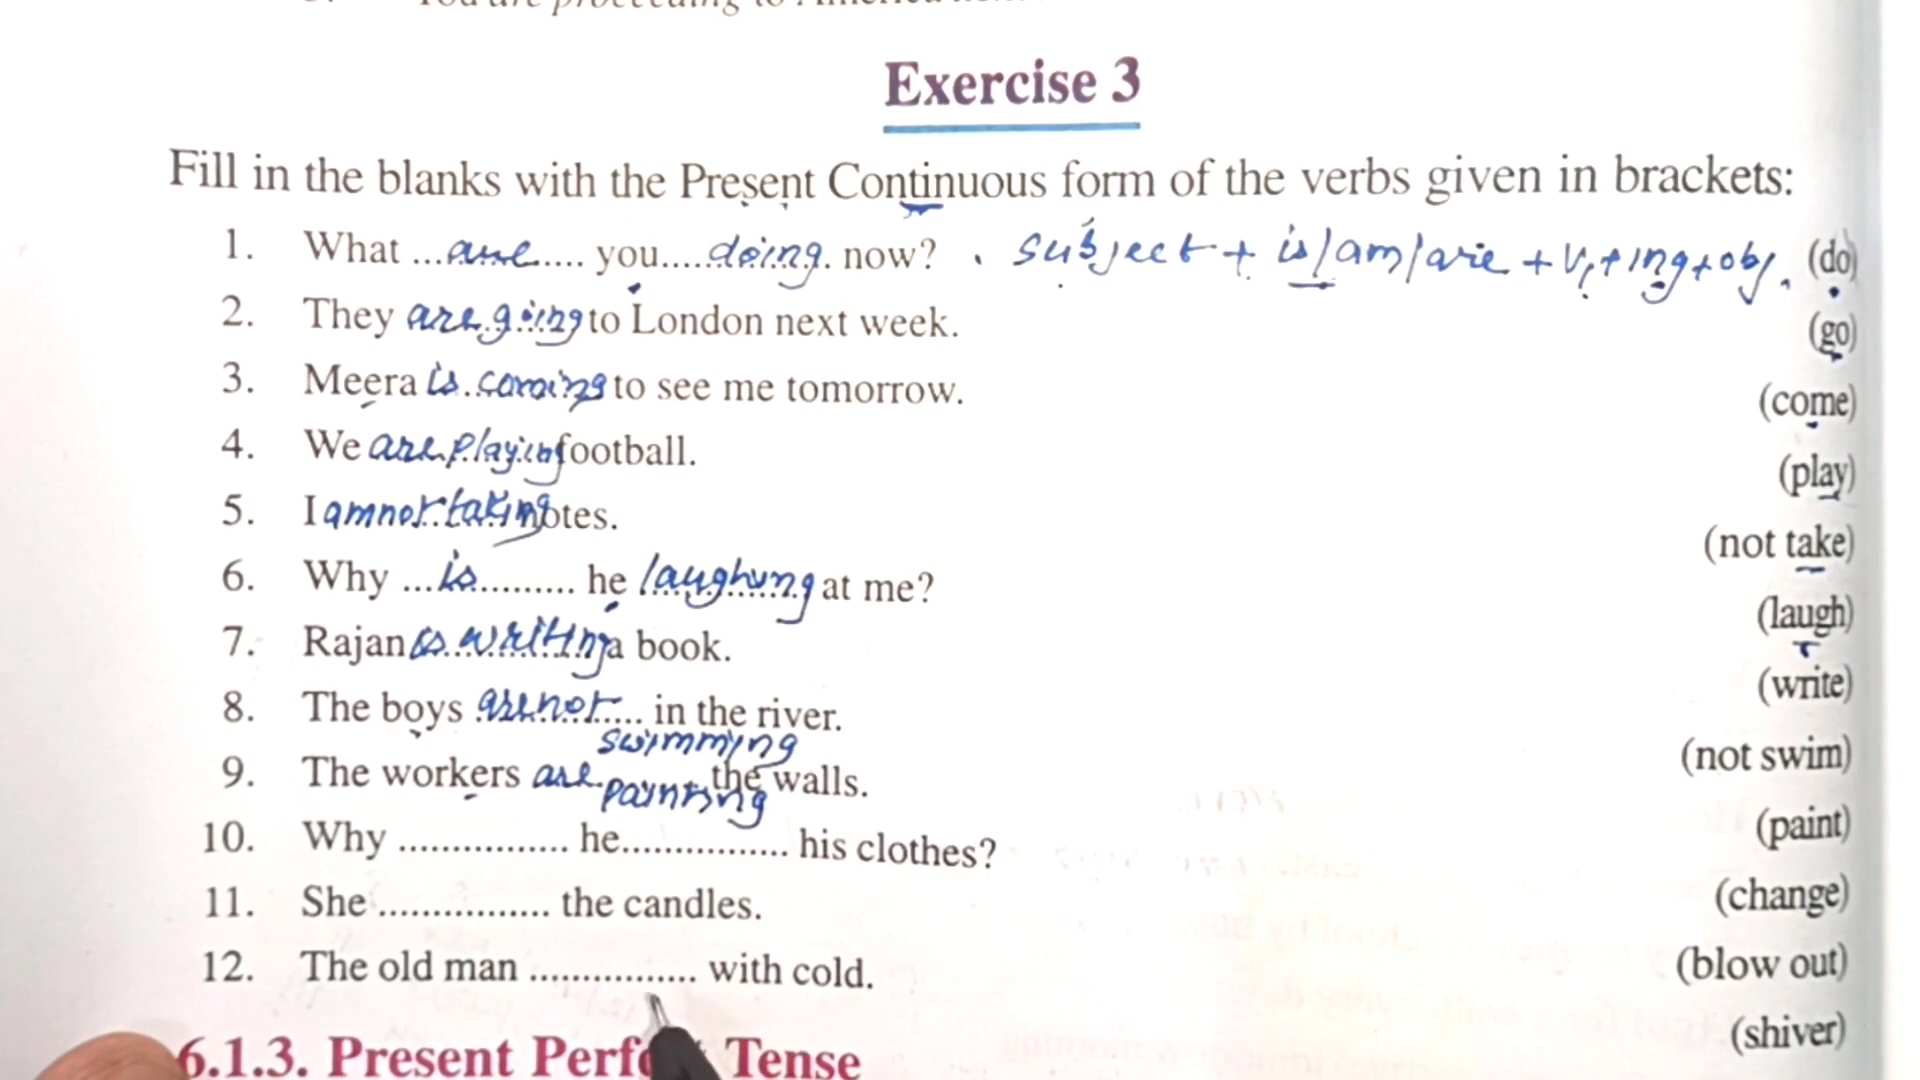 You are proceeding to America
Exercise 3
Fill in the blanks with the Present Continuous form of the verbs given in brackets:
1. What ...are..... you.....doing. now? . subject + is/am/are + V1+ing+obj. (do)
2. They are going to London next week. (go)
3. Meera is coming to see me tomorrow. (come)
4. We are playing football. (play)
5. I am not taking notes. (not take)
6. Why ...is......... he laughung at me? (laugh)
7. Rajan is writing a book. (write)
8. The boys are not.... in the river. (not swim)
swimming
9. The workers are painting the walls. (paint)
10. Why ................ he................ his clothes? (change)
11. She ................ the candles. (blow out)
12. The old man ................ with cold. (shiver)
6.1.3. Present Tense